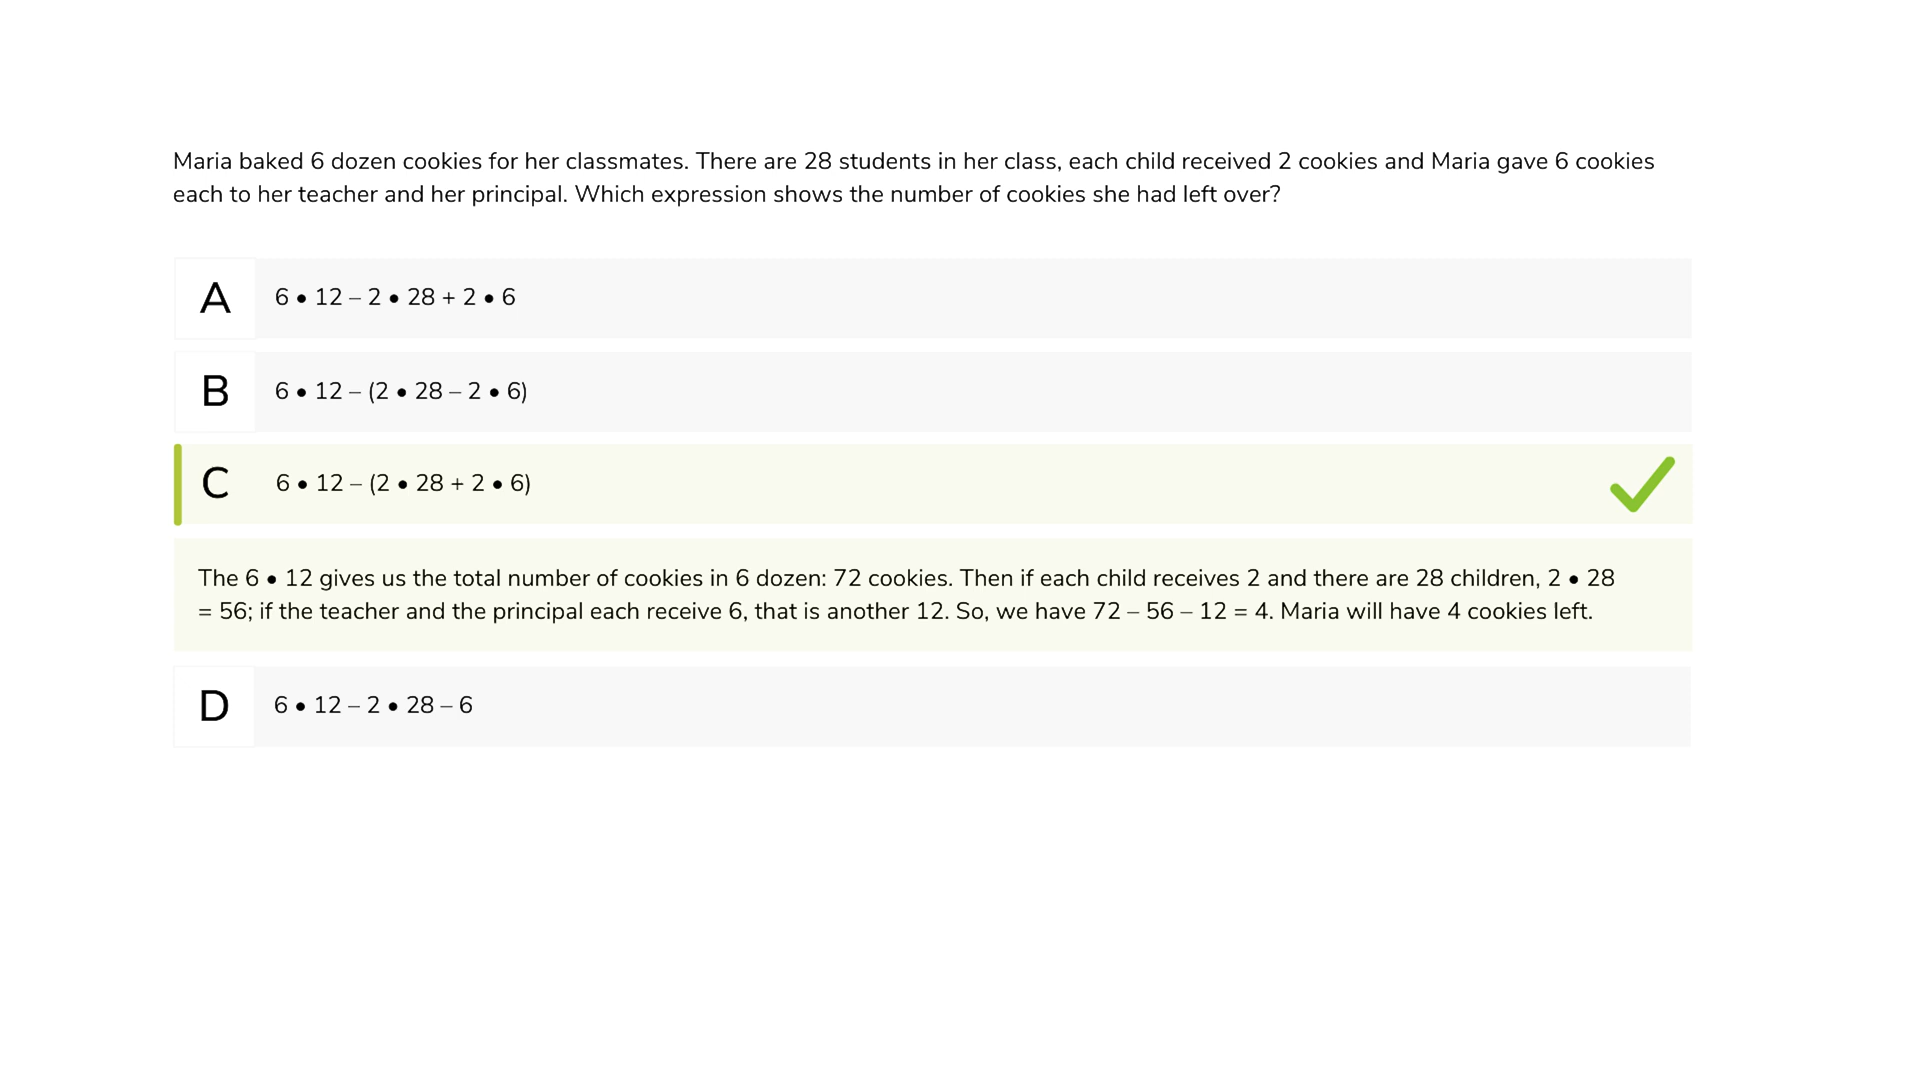 Maria baked 6 dozen cookies for her classmates. There are 28 students in her class, each child received 2 cookies and Maria gave 6 cookies
each to her teacher and her principal. Which expression shows the number of cookies she had left over?
A 6 • 12 – 2 • 28 + 2 • 6
B 6 • 12 – (2 • 28 – 2 • 6)
C 6 • 12 – (2 • 28 + 2 • 6)
The 6 • 12 gives us the total number of cookies in 6 dozen: 72 cookies. Then if each child receives 2 and there are 28 children, 2 • 28
= 56; if the teacher and the principal each receive 6, that is another 12. So, we have 72 – 56 – 12 = 4. Maria will have 4 cookies left.
D 6 • 12 – 2 • 28 – 6